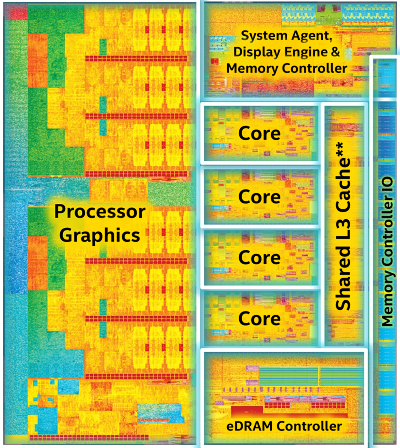 System Agent,
Display Engine &
Memory Controller
Core
Core
Core
Core
Processor
Graphics
Shared L3 Cache**
Memory Controller IO
eDRAM Controller